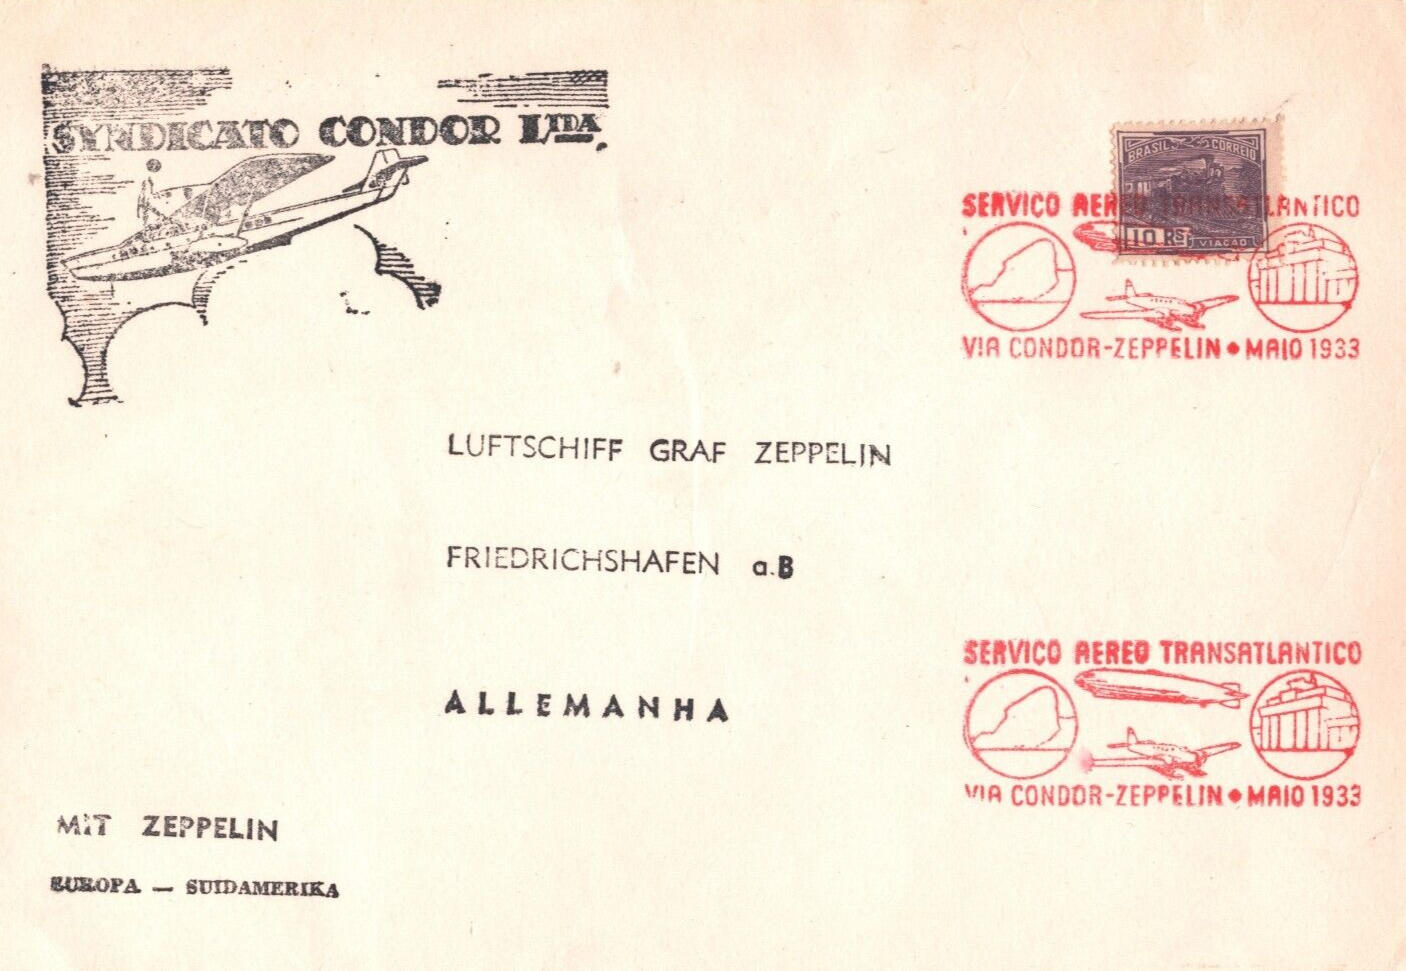 SYNDICATO CONDOR LTDA.
BRASIL CORREIO
10 RS VIAÇÃO
SERVICO AEREO TRANSATLANTICO
VIA CONDOR-ZEPPELIN • MAIO 1933
LUFTSCHIFF GRAF ZEPPELIN
FRIEDRICHSHAFEN a.B
ALLEMANHA
SERVICO AEREO TRANSATLANTICO
VIA CONDOR-ZEPPELIN • MAIO 1933
MIT ZEPPELIN
EUROPA — SUIDAMERIKA